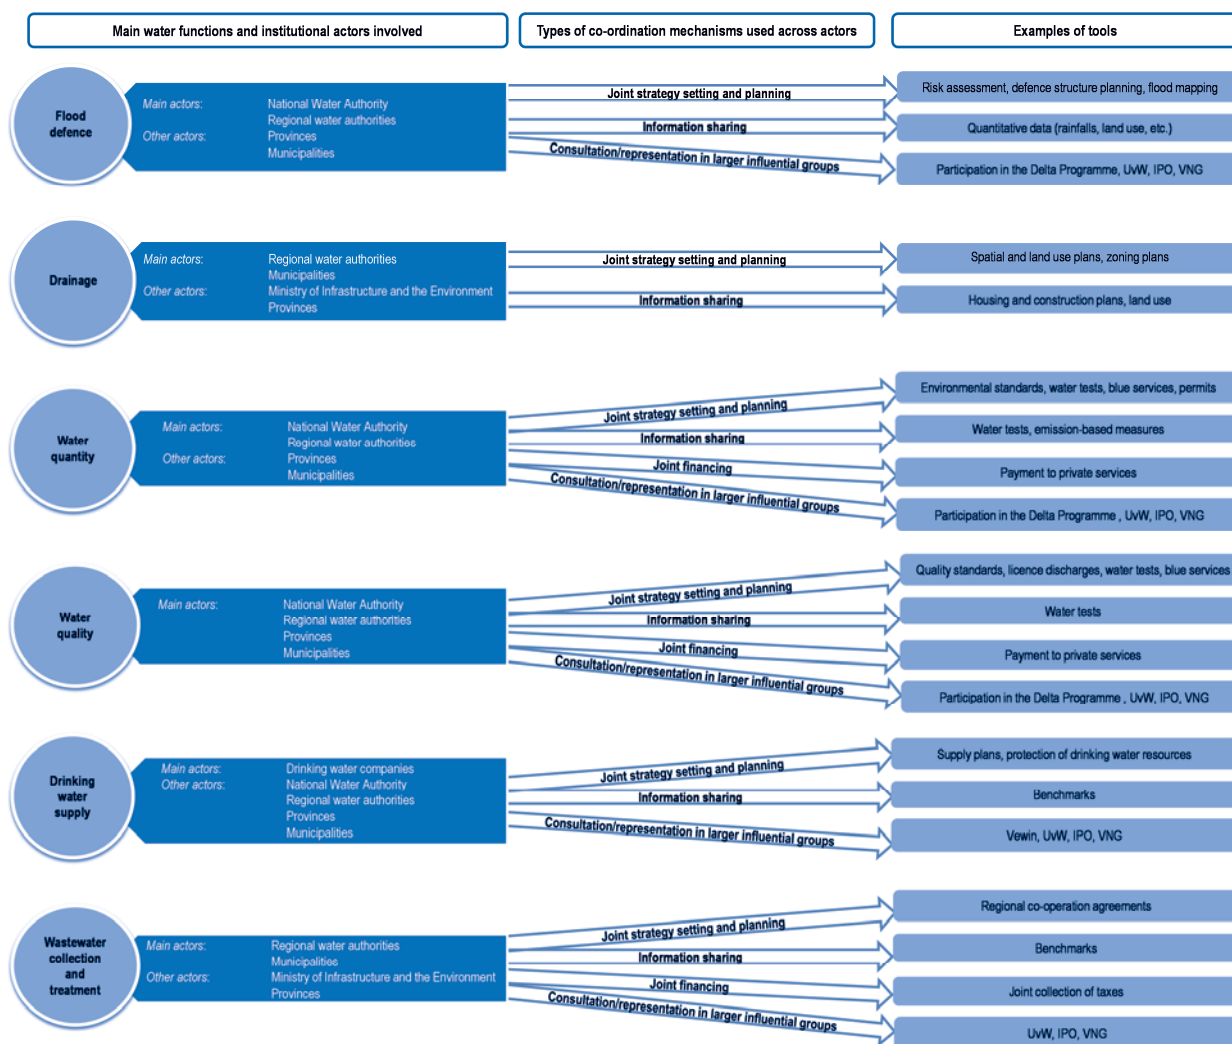 Main water functions and institutional actors involved
Types of co-ordination mechanisms used across actors
Examples of tools
Flood
defence
Main actors: National Water Authority
Regional water authorities
Other actors: Provinces
Municipalities
Joint strategy setting and planning
Information sharing
Consultation/representation in larger influential groups
Risk assessment, defence structure planning, flood mapping
Quantitative data (rainfalls, land use, etc.)
Participation in the Delta Programme, UvW, IPO, VNG
Drainage
Main actors: Regional water authorities
Municipalities
Other actors: Ministry of Infrastructure and the Environment
Provinces
Joint strategy setting and planning
Information sharing
Spatial and land use plans, zoning plans
Housing and construction plans, land use
Water
quantity
Main actors: National Water Authority
Regional water authorities
Other actors: Provinces
Municipalities
Joint strategy setting and planning
Information sharing
Joint financing
Consultation/representation in larger influential groups
Environmental standards, water tests, blue services, permits
Water tests, emission-based measures
Payment to private services
Participation in the Delta Programme , UvW, IPO, VNG
Water
quality
Main actors: National Water Authority
Regional water authorities
Provinces
Municipalities
Joint strategy setting and planning
Information sharing
Joint financing
Consultation/representation in larger influential groups
Quality standards, licence discharges, water tests, blue services
Water tests
Payment to private services
Participation in the Delta Programme , UvW, IPO, VNG
Drinking
water
supply
Main actors: Drinking water companies
Other actors: National Water Authority
Regional water authorities
Provinces
Municipalities
Joint strategy setting and planning
Information sharing
Consultation/representation in larger influential groups
Supply plans, protection of drinking water resources
Benchmarks
Vewin, UvW, IPO, VNG
Wastewater
collection
and
treatment
Main actors: Regional water authorities
Municipalities
Other actors: Ministry of Infrastructure and the Environment
Provinces
Joint strategy setting and planning
Information sharing
Joint financing
Consultation/representation in larger influential groups
Regional co-operation agreements
Benchmarks
Joint collection of taxes
UvW, IPO, VNG